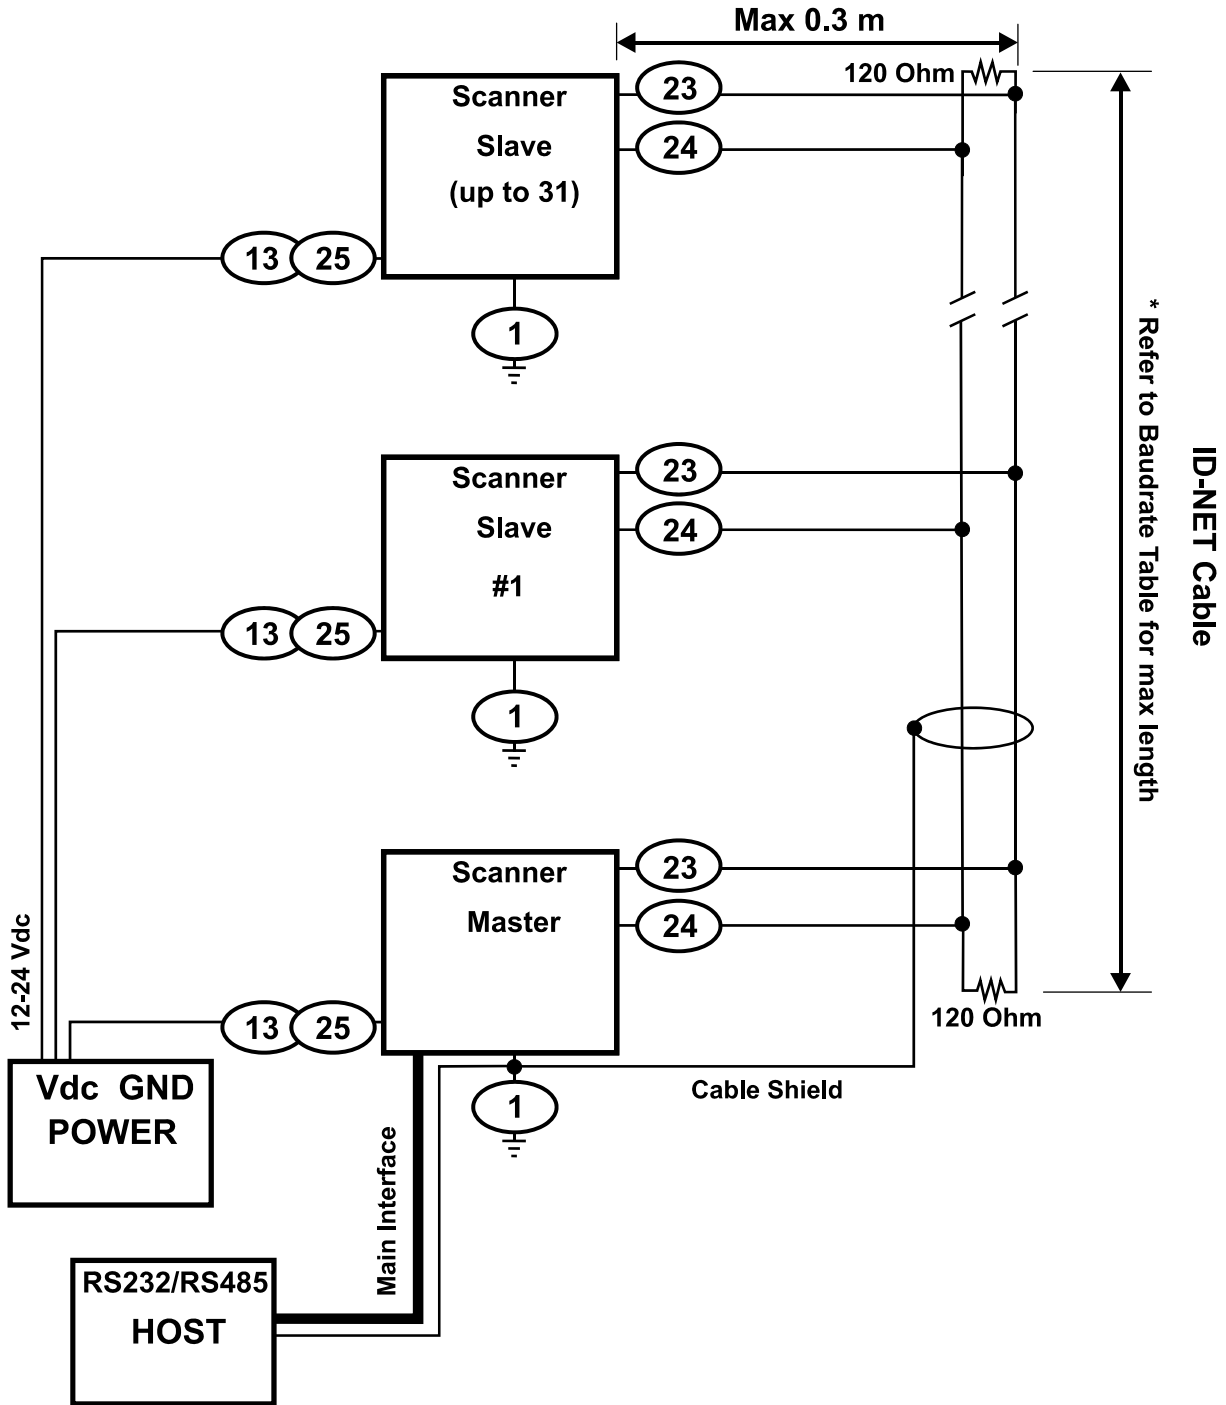 Max 0.3 m
120 Ohm
Scanner
Slave
(up to 31)
23
24
13
25
1
* Refer to Baudrate Table for max length
ID-NET Cable
Scanner
Slave
#1
23
24
13
25
1
Scanner
Master
23
24
13
25
1
120 Ohm
Cable Shield
12-24 Vdc
Vdc GND
POWER
Main Interface
RS232/RS485
HOST